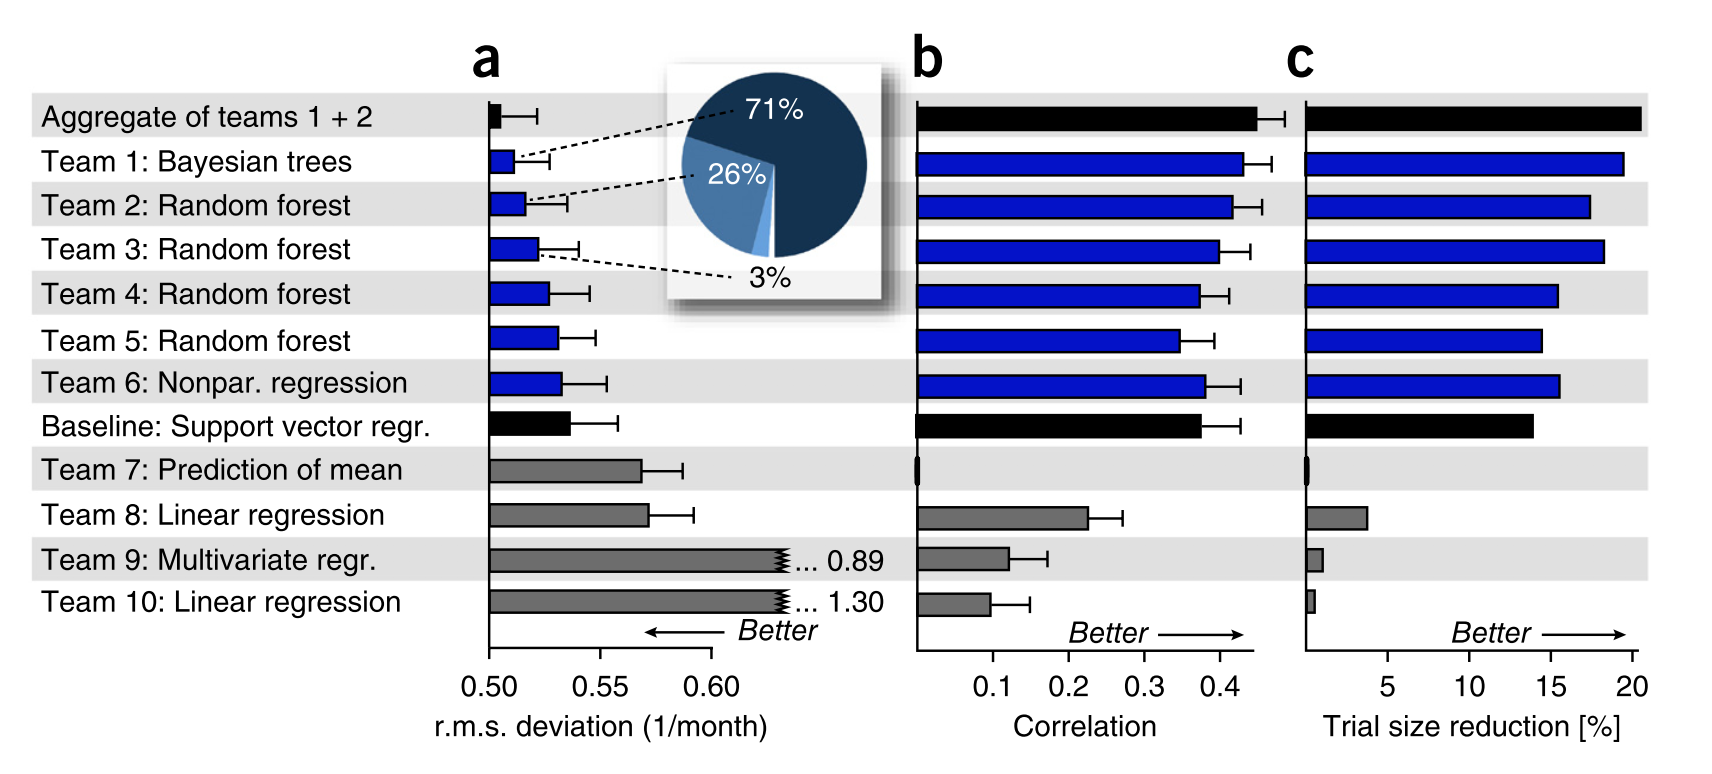 a
b
c
Aggregate of teams 1 + 2
Team 1: Bayesian trees
Team 2: Random forest
Team 3: Random forest
Team 4: Random forest
Team 5: Random forest
Team 6: Nonpar. regression
Baseline: Support vector regr.
Team 7: Prediction of mean
Team 8: Linear regression
Team 9: Multivariate regr.
Team 10: Linear regression
71%
26%
3%
... 0.89
... 1.30
Better
0.50 0.55 0.60
r.m.s. deviation (1/month)
Better
0.1 0.2 0.3 0.4
Correlation
Better
5 10 15 20
Trial size reduction [%]